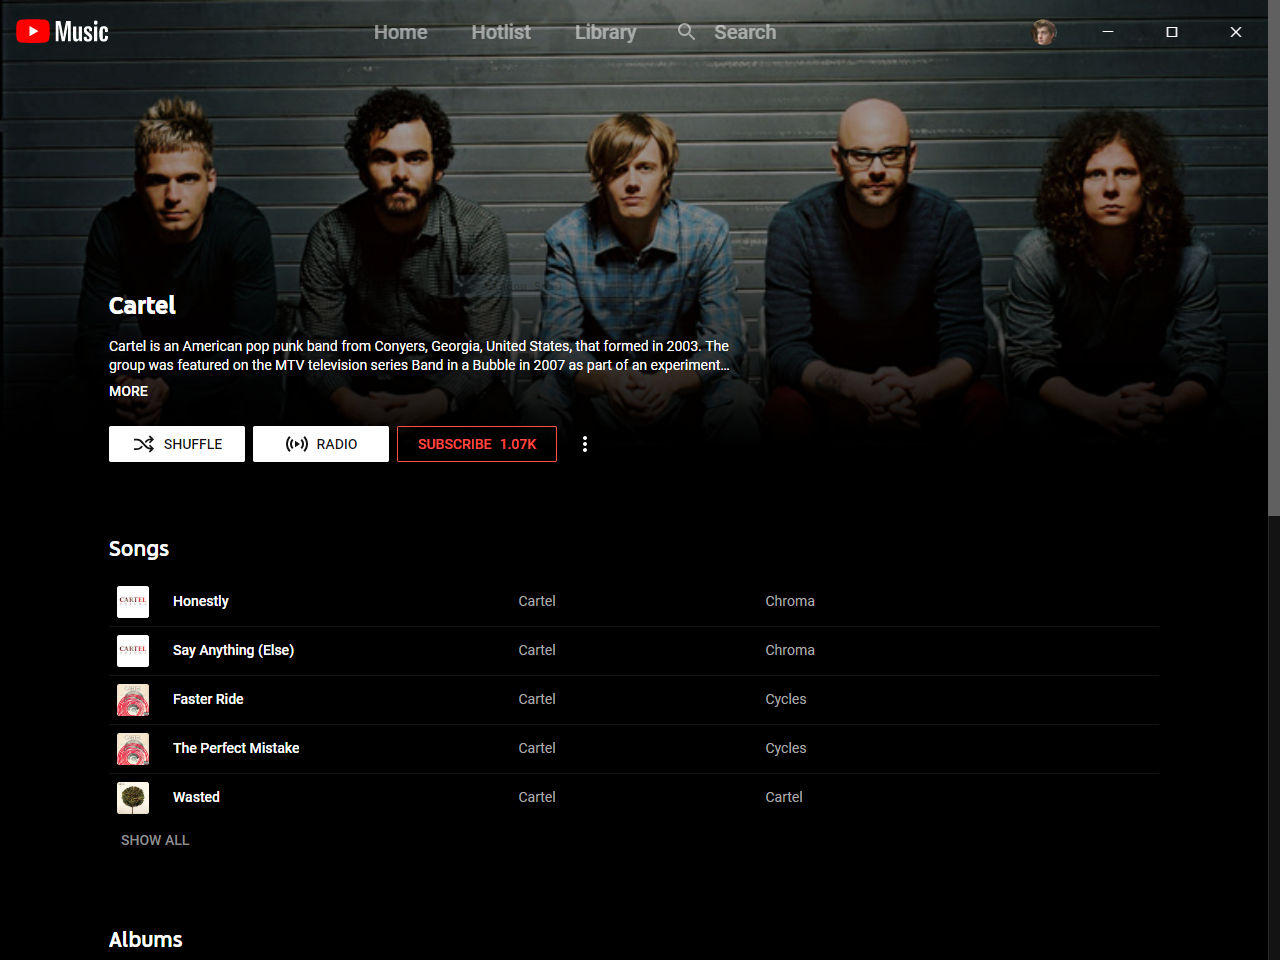 Music
Home
Hotlist
Library
Search
Cartel
Cartel is an American pop punk band from Conyers, Georgia, United States, that formed in 2003. The
group was featured on the MTV television series Band in a Bubble in 2007 as part of an experiment...
MORE
SHUFFLE
RADIO
SUBSCRIBE 1.07K
Songs
CARTEL
Honestly
Cartel
Chroma
CARTEL
Say Anything (Else)
Cartel
Chroma
Faster Ride
Cartel
Cycles
The Perfect Mistake
Cartel
Cycles
Wasted
Cartel
Cartel
SHOW ALL
Albums